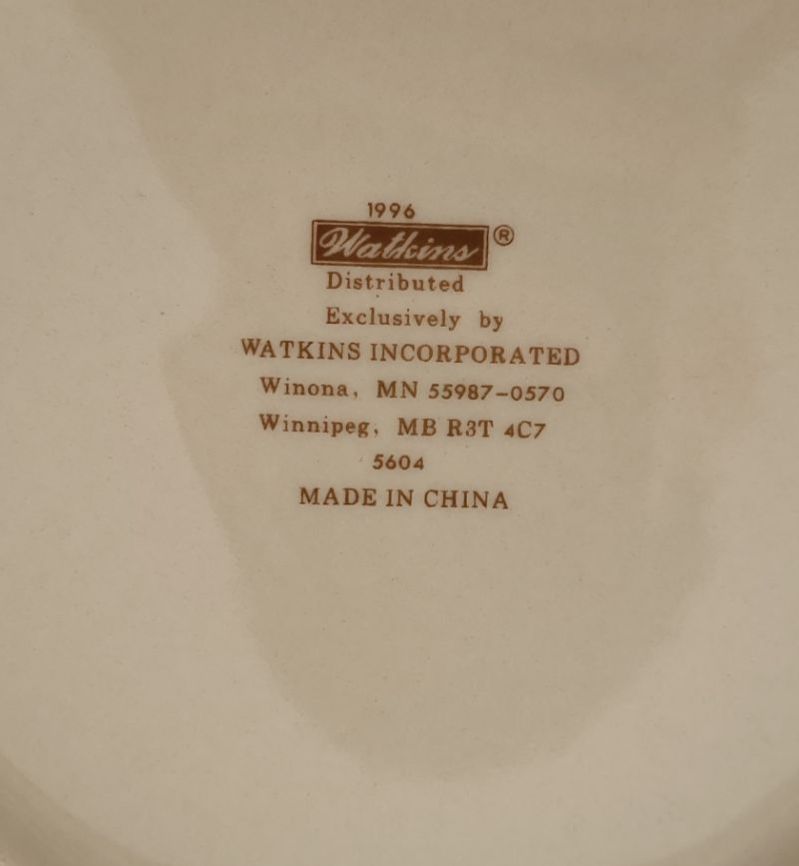 1996
Watkins®
Distributed
Exclusively by
WATKINS INCORPORATED
Winona, MN 55987-0570
Winnipeg, MB R3T 4C7
5604
MADE IN CHINA